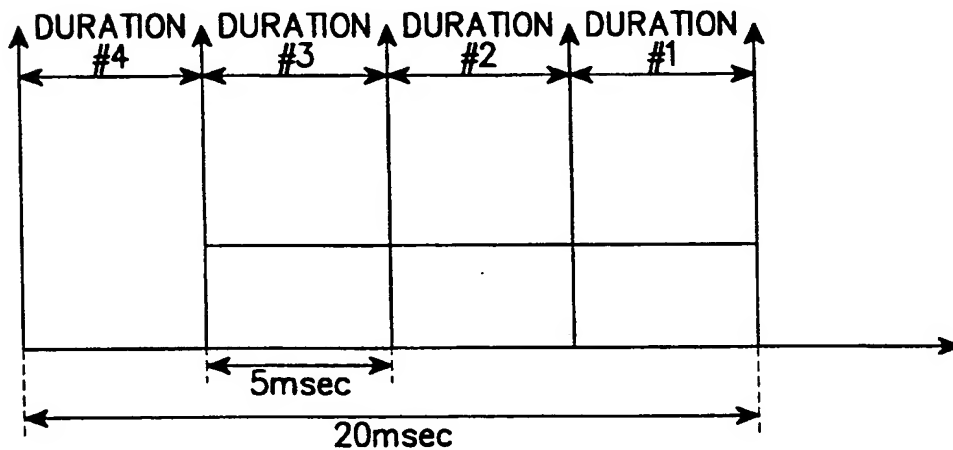 DURATION #4
DURATION #3
DURATION #2
DURATION #1
5msec
20msec